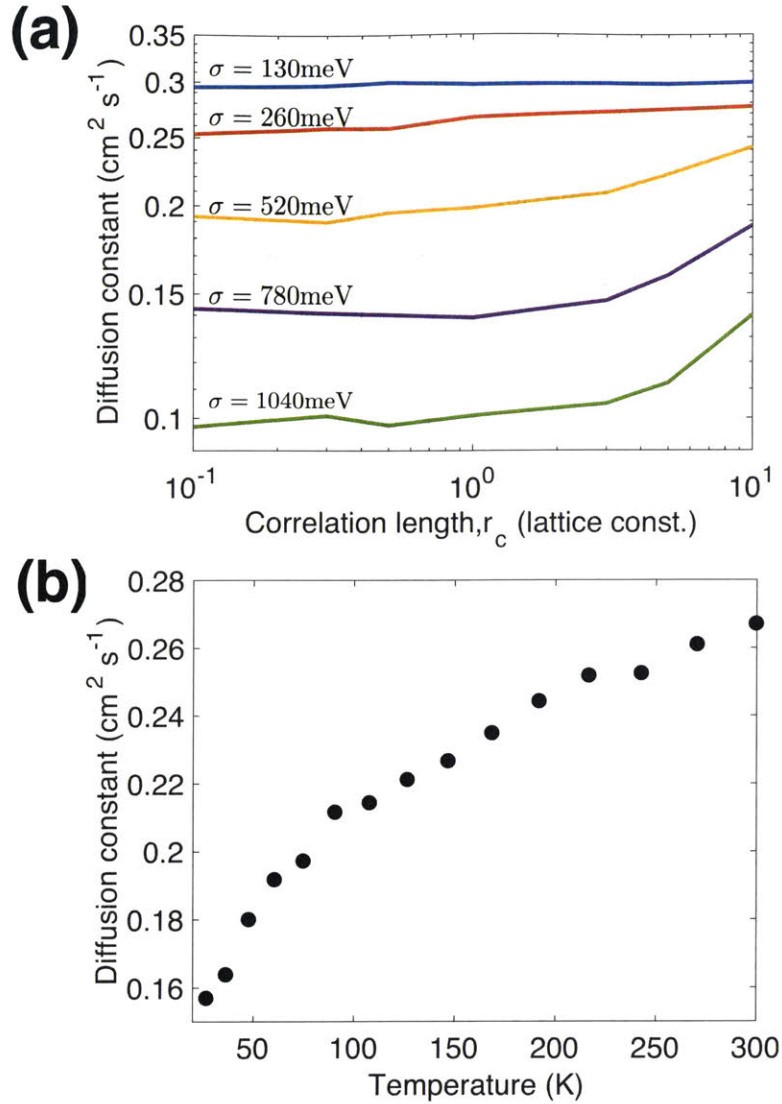 (a)
0.35
0.3
0.25
0.2
0.15
0.1
Diffusion constant (cm² s⁻¹)
σ = 130meV
σ = 260meV
σ = 520meV
σ = 780meV
σ = 1040meV
10⁻¹
10⁰
10¹
Correlation length,r_c (lattice const.)
(b)
0.28
0.26
0.24
0.22
0.2
0.18
0.16
Diffusion constant (cm² s⁻¹)
50 100 150 200 250 300
Temperature (K)